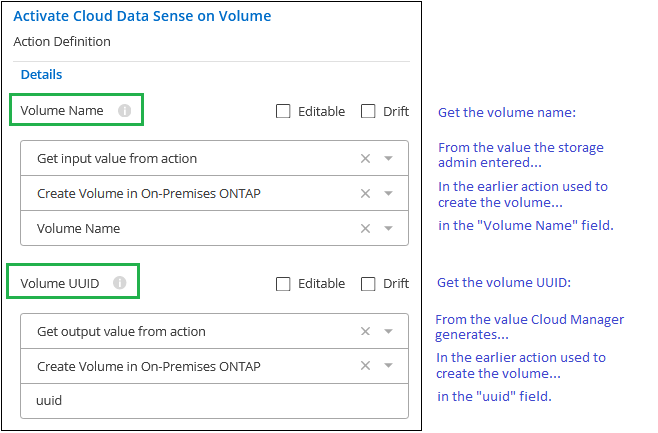 Activate Cloud Data Sense on Volume
Action Definition
Details
Volume Name
Editable
Drift
Get the volume name:
Get input value from action
From the value the storage
admin entered...
Create Volume in On-Premises ONTAP
In the earlier action used to
create the volume...
Volume Name
in the "Volume Name" field.
Volume UUID
Editable
Drift
Get the volume UUID:
Get output value from action
From the value Cloud Manager
generates...
Create Volume in On-Premises ONTAP
In the earlier action used to
create the volume...
uuid
in the "uuid" field.